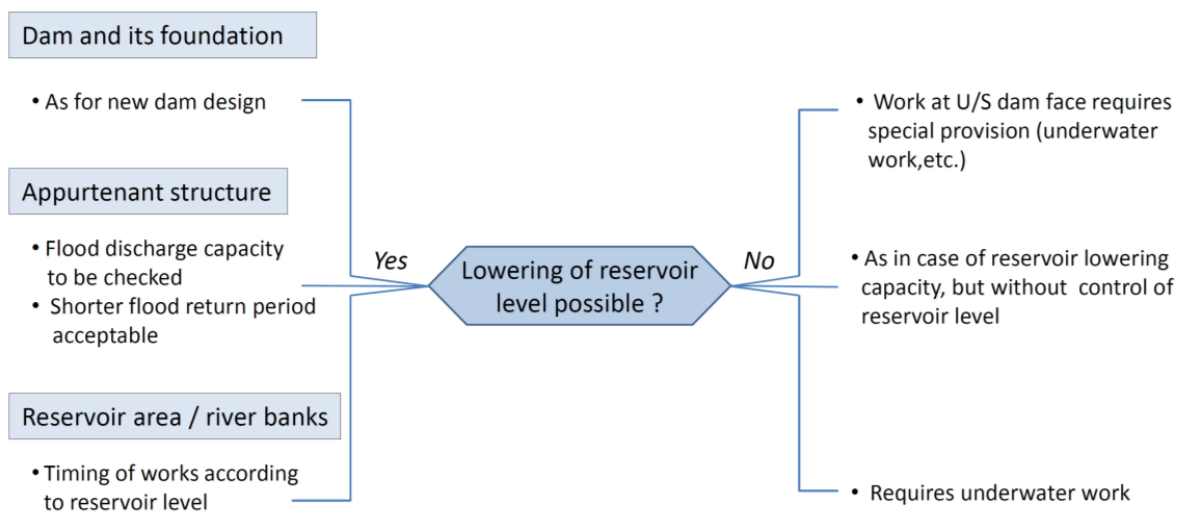 Dam and its foundation
• As for new dam design
Appurtenant structure
• Flood discharge capacity
to be checked
• Shorter flood return period
acceptable
Reservoir area / river banks
• Timing of works according
to reservoir level
Yes
Lowering of reservoir
level possible ?
No
• Work at U/S dam face requires
special provision (underwater
work,etc.)
• As in case of reservoir lowering
capacity, but without control of
reservoir level
• Requires underwater work